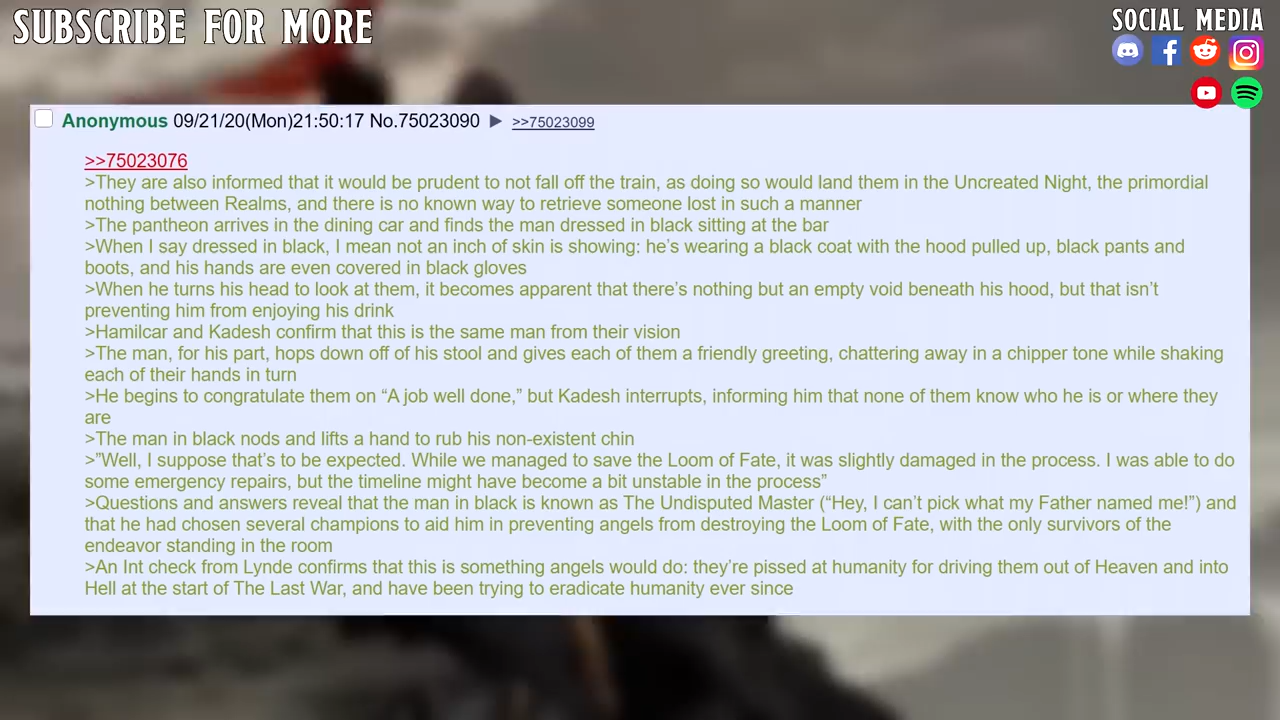 SUBSCRIBE FOR MORE
SOCIAL MEDIA
Anonymous 09/21/20(Mon)21:50:17 No.75023090 ▶ >>75023099
>>75023076
>They are also informed that it would be prudent to not fall off the train, as doing so would land them in the Uncreated Night, the primordial
nothing between Realms, and there is no known way to retrieve someone lost in such a manner
>The pantheon arrives in the dining car and finds the man dressed in black sitting at the bar
>When I say dressed in black, I mean not an inch of skin is showing: he's wearing a black coat with the hood pulled up, black pants and
boots, and his hands are even covered in black gloves
>When he turns his head to look at them, it becomes apparent that there's nothing but an empty void beneath his hood, but that isn't
preventing him from enjoying his drink
>Hamilcar and Kadesh confirm that this is the same man from their vision
>The man, for his part, hops down off of his stool and gives each of them a friendly greeting, chattering away in a chipper tone while shaking
each of their hands in turn
>He begins to congratulate them on “A job well done,” but Kadesh interrupts, informing him that none of them know who he is or where they
are
>The man in black nods and lifts a hand to rub his non-existent chin
>”Well, I suppose that's to be expected. While we managed to save the Loom of Fate, it was slightly damaged in the process. I was able to do
some emergency repairs, but the timeline might have become a bit unstable in the process”
>Questions and answers reveal that the man in black is known as The Undisputed Master (“Hey, I can't pick what my Father named me!”) and
that he had chosen several champions to aid him in preventing angels from destroying the Loom of Fate, with the only survivors of the
endeavor standing in the room
>An Int check from Lynde confirms that this is something angels would do: they're pissed at humanity for driving them out of Heaven and into
Hell at the start of The Last War, and have been trying to eradicate humanity ever since